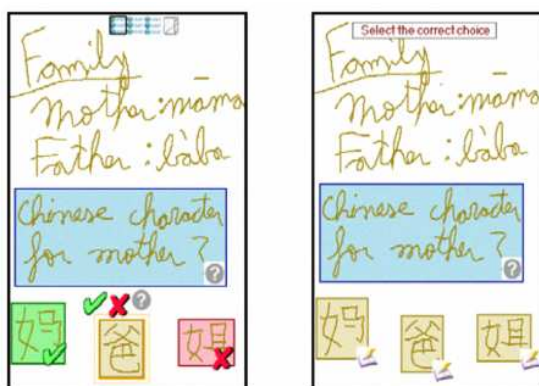 Family
Mother: māma
Father: bàba
Chinese character
for mother?
妈 爸 姐
Select the correct choice
Family
Mother: māma
Father: bàba
Chinese character
for mother?
妈 爸 姐